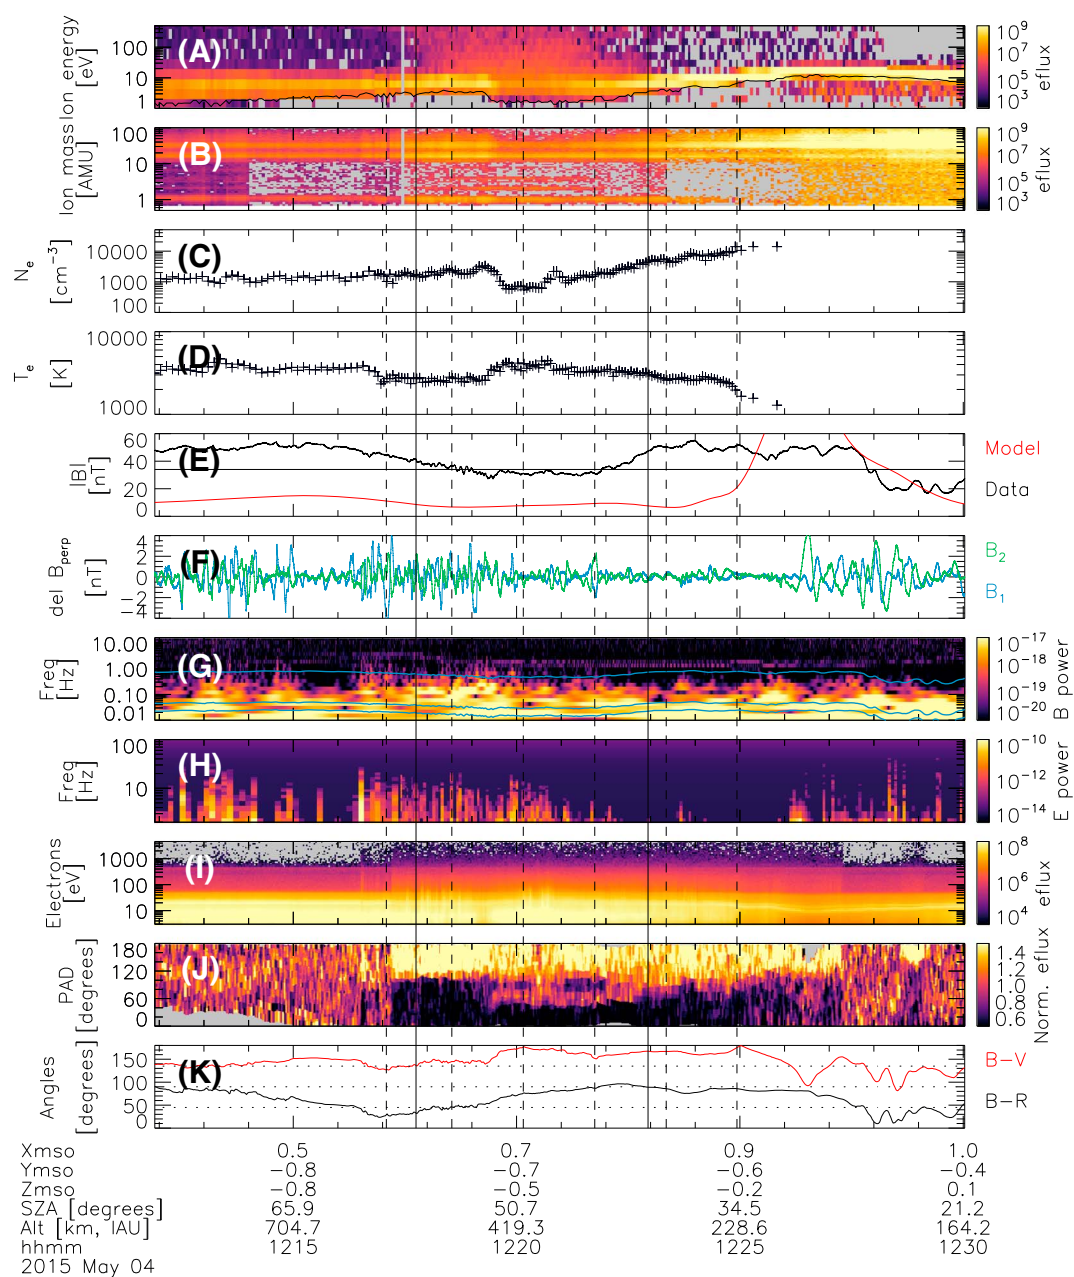 Ion energy
[eV]
100
10
1
(A)
10^9
10^7
10^5
10^3
eflux
Ion mass
[AMU]
100
10
1
(B)
10^9
10^7
10^5
10^3
eflux
N_e
[cm^-3]
10000
1000
100
(C)
T_e
[K]
10000
1000
(D)
|B|
[nT]
60
40
20
0
(E)
Model
Data
del B_perp
[nT]
4
2
0
−2
−4
(F)
B_2
B_1
Freq
[Hz]
10.00
1.00
0.10
0.01
(G)
10^−17
10^−18
10^−19
10^−20
B power
Freq
[Hz]
100
10
(H)
10^−10
10^−12
10^−14
E power
Electrons
[eV]
1000
100
10
(I)
10^8
10^6
10^4
eflux
PAD
[degrees]
180
120
60
0
(J)
1.4
1.2
1.0
0.8
0.6
Norm. eflux
Angles
[degrees]
150
100
50
0
(K)
B−V
B−R
Xmso 0.5 0.7 0.9 1.0
Ymso −0.8 −0.7 −0.6 −0.4
Zmso −0.8 −0.5 −0.2 0.1
SZA [degrees] 65.9 50.7 34.5 21.2
Alt [km, IAU] 704.7 419.3 228.6 164.2
hhmm 1215 1220 1225 1230
2015 May 04